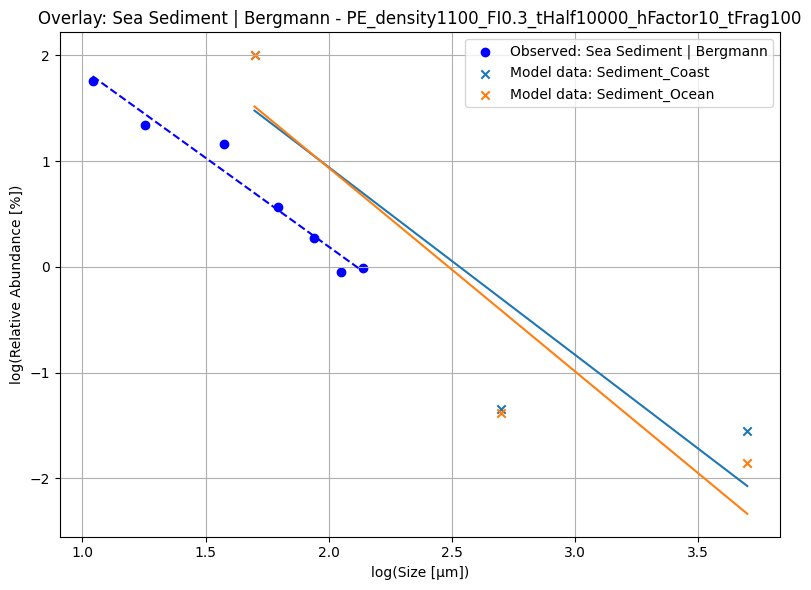 Overlay: Sea Sediment | Bergmann - PE_density1100_FI0.3_tHalf10000_hFactor10_tFrag100
Observed: Sea Sediment | Bergmann
Model data: Sediment_Coast
Model data: Sediment_Ocean
log(Relative Abundance [%])
2
1
0
−1
−2
1.0 1.5 2.0 2.5 3.0 3.5
log(Size [µm])